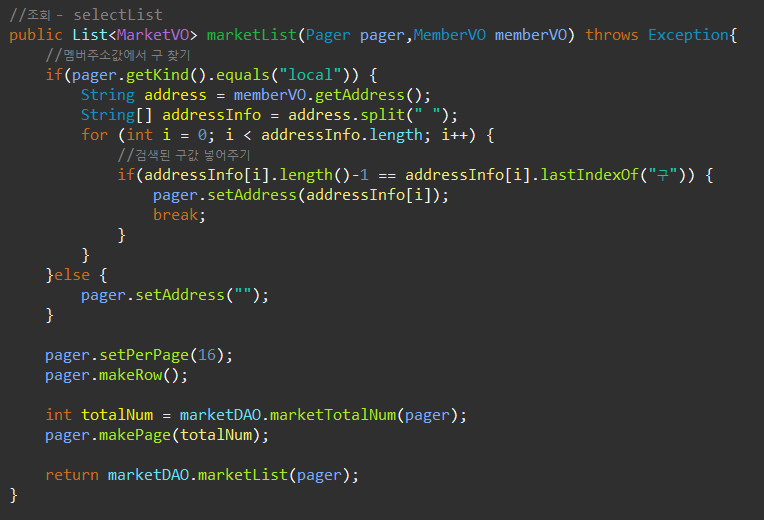 //조회 - selectList
public List<MarketVO> marketList(Pager pager,MemberVO memberVO) throws Exception{
//멤버주소값에서 구 찾기
if(pager.getKind().equals("local")) {
String address = memberVO.getAddress();
String[] addressInfo = address.split(" ");
for (int i = 0; i < addressInfo.length; i++) {
//검색된 구값 넣어주기
if(addressInfo[i].length()-1 == addressInfo[i].lastIndexOf("구")) {
pager.setAddress(addressInfo[i]);
break;
}
}
}else {
pager.setAddress("");
}
pager.setPerPage(16);
pager.makeRow();
int totalNum = marketDAO.marketTotalNum(pager);
pager.makePage(totalNum);
return marketDAO.marketList(pager);
}